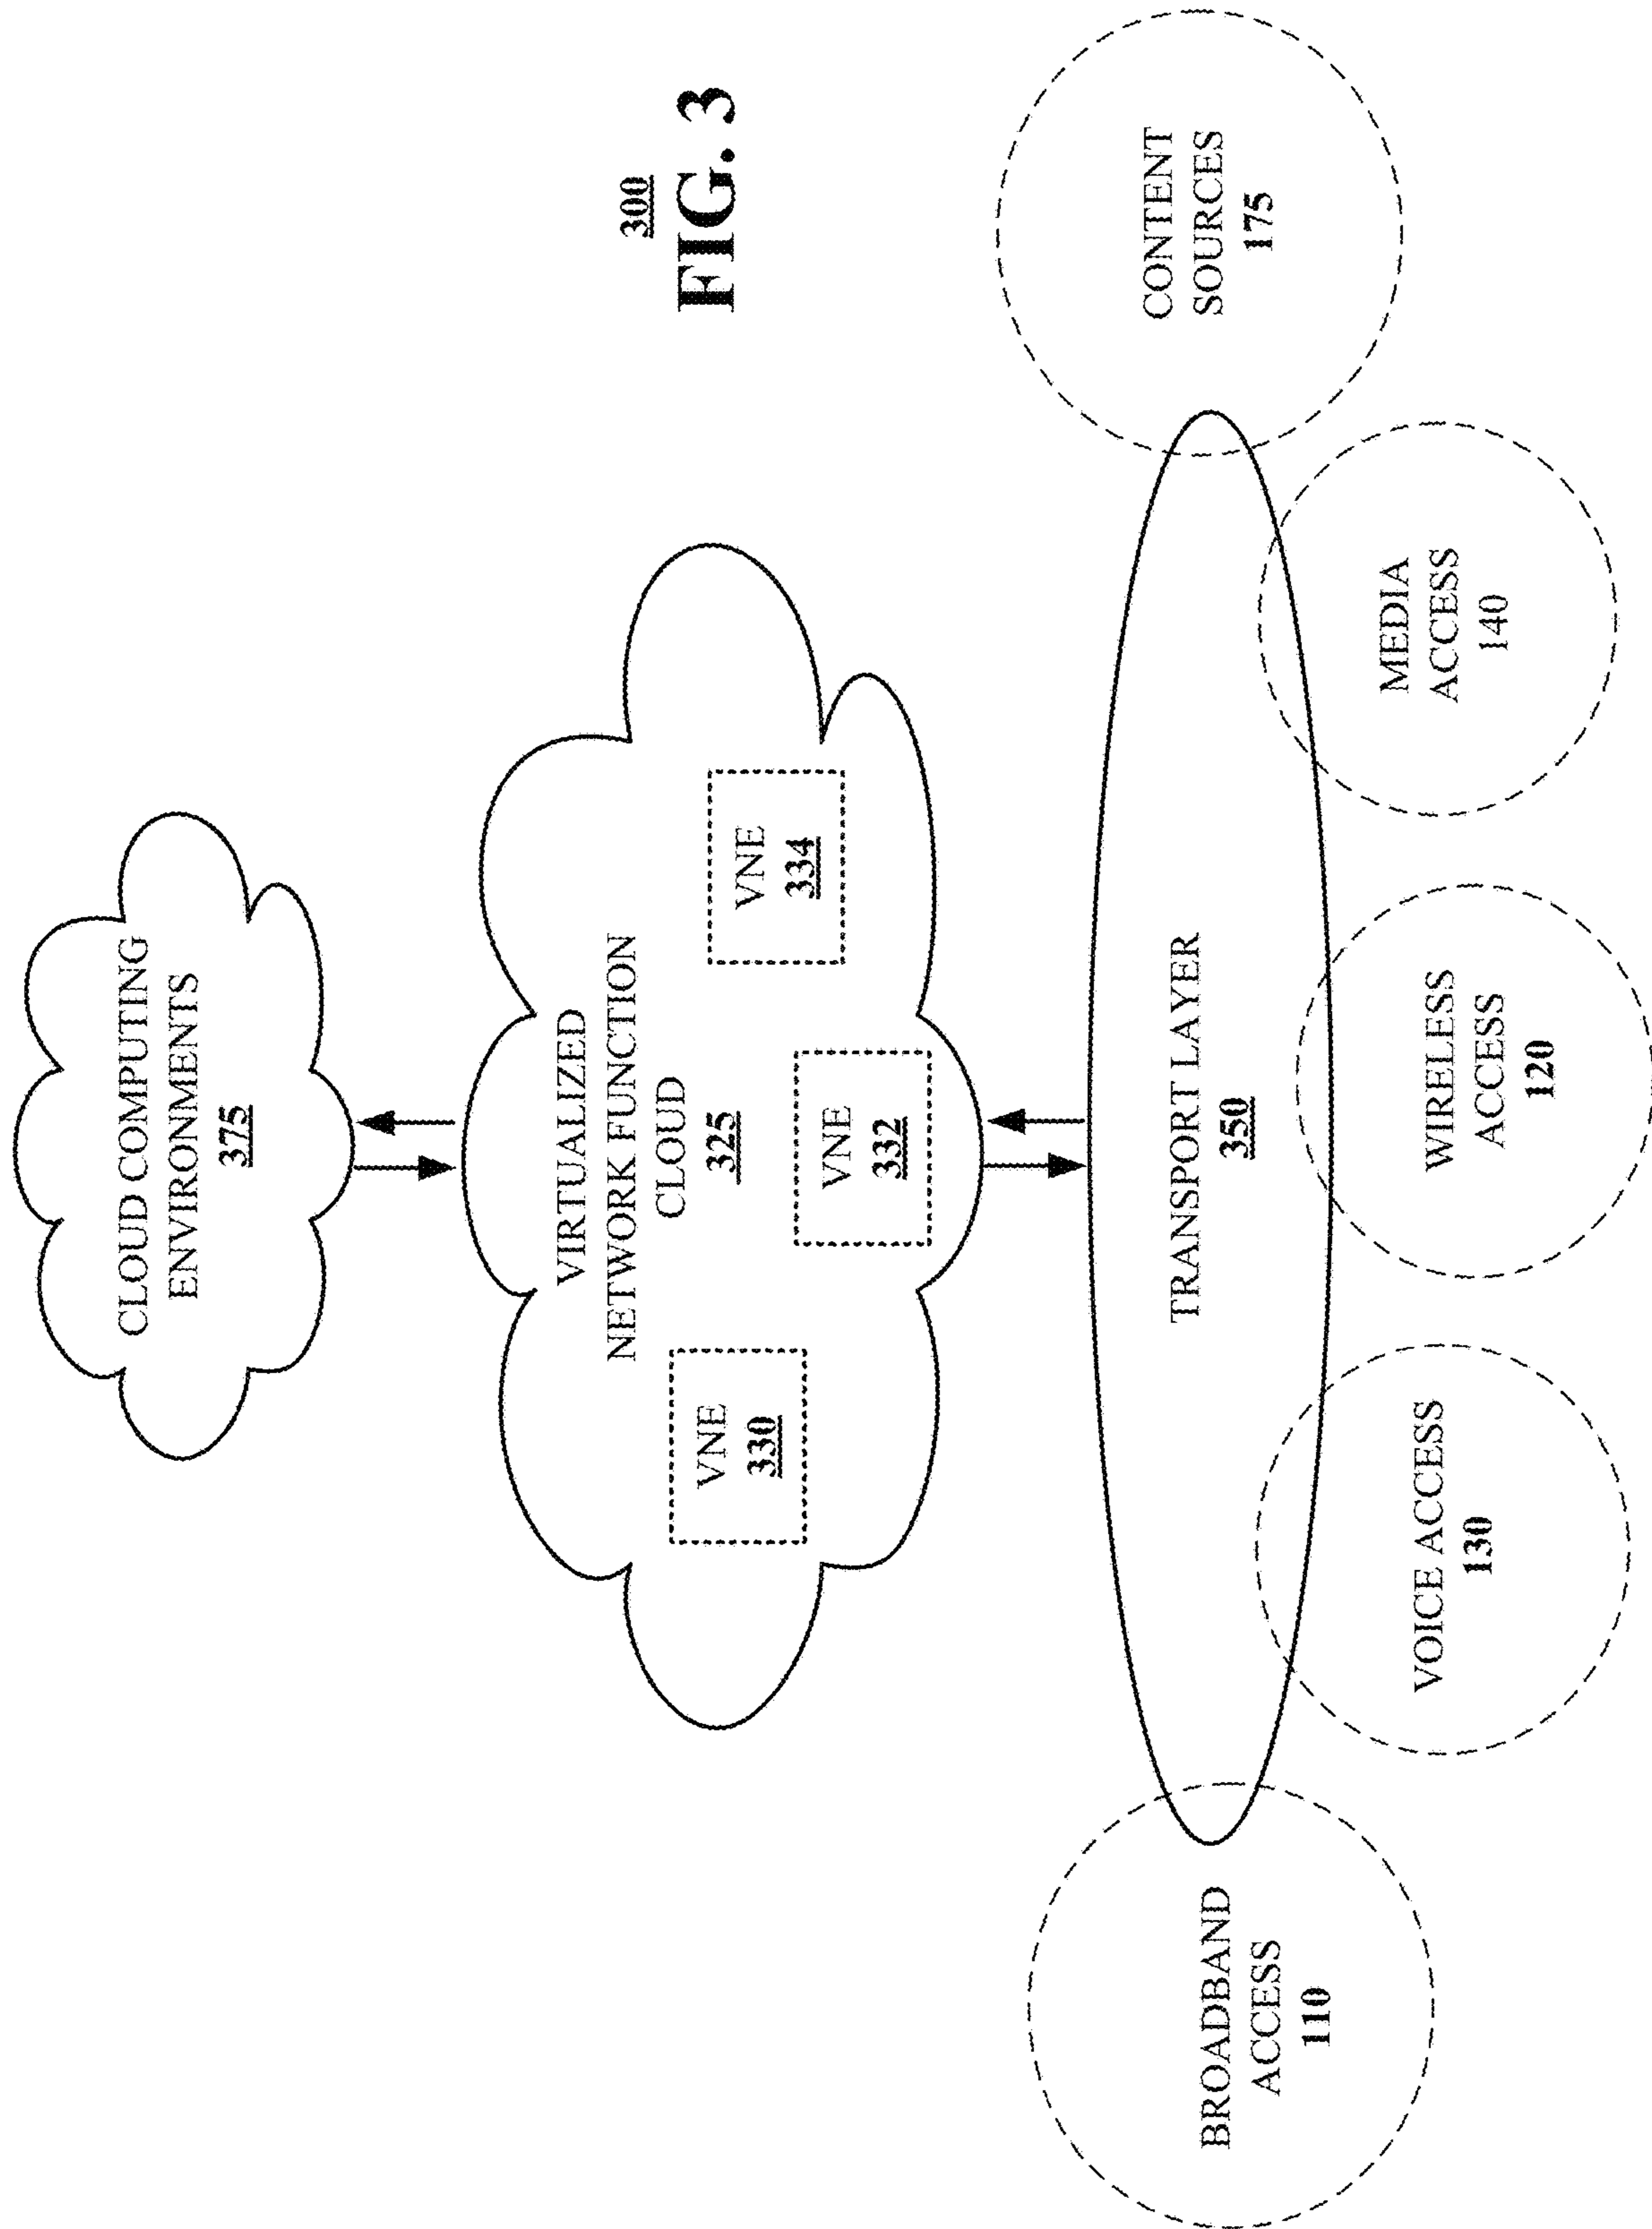 CLOUD COMPUTING
ENVIRONMENTS
375
VIRTUALIZED
NETWORK FUNCTION
CLOUD
325
VNE
330
VNE
332
VNE
334
300
FIG. 3
TRANSPORT LAYER
350
BROADBAND
ACCESS
110
VOICE ACCESS
130
WIRELESS
ACCESS
120
MEDIA
ACCESS
140
CONTENT
SOURCES
175